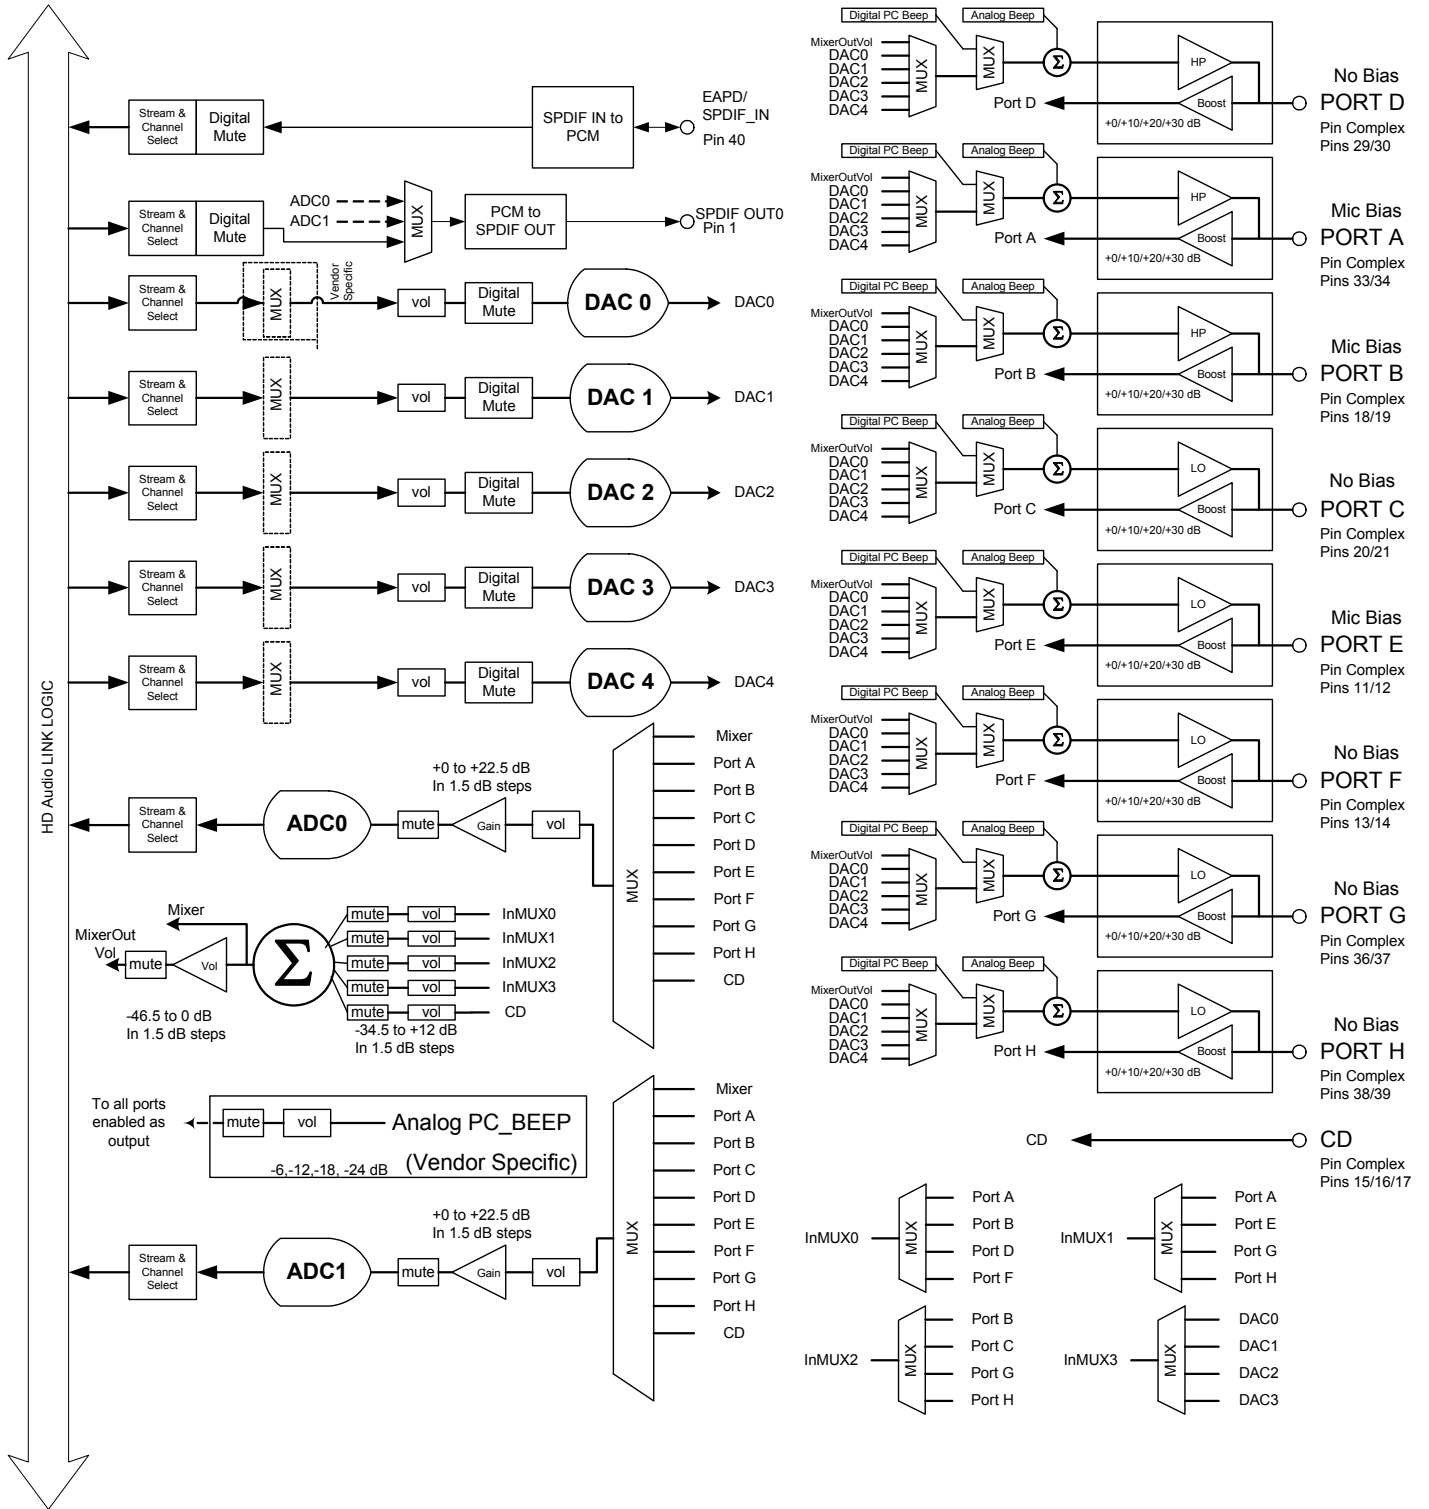 HD Audio LINK LOGIC
Stream &
Channel
Select
Digital
Mute
SPDIF IN to
PCM
EAPD/
SPDIF_IN
Pin 40
Stream &
Channel
Select
Digital
Mute
ADC0
ADC1
MUX
PCM to
SPDIF OUT
SPDIF OUT0
Pin 1
Stream &
Channel
Select
MUX
Vendor
Specific
vol
Digital
Mute
DAC 0
DAC0
Stream &
Channel
Select
MUX
vol
Digital
Mute
DAC 1
DAC1
Stream &
Channel
Select
MUX
vol
Digital
Mute
DAC 2
DAC2
Stream &
Channel
Select
MUX
vol
Digital
Mute
DAC 3
DAC3
Stream &
Channel
Select
MUX
vol
Digital
Mute
DAC 4
DAC4
Stream &
Channel
Select
ADC0
mute
+0 to +22.5 dB
In 1.5 dB steps
Gain
vol
MUX
Mixer
Port A
Port B
Port C
Port D
Port E
Port F
Port G
Port H
CD
Mixer
MixerOut
Vol
mute
Vol
-46.5 to 0 dB
In 1.5 dB steps
Σ
mute
vol
InMUX0
mute
vol
InMUX1
mute
vol
InMUX2
mute
vol
InMUX3
mute
vol
CD
-34.5 to +12 dB
In 1.5 dB steps
To all ports
enabled as
output
mute
vol
Analog PC_BEEP
-6,-12,-18, -24 dB
(Vendor Specific)
Stream &
Channel
Select
ADC1
mute
+0 to +22.5 dB
In 1.5 dB steps
Gain
vol
MUX
Mixer
Port A
Port B
Port C
Port D
Port E
Port F
Port G
Port H
CD
Digital PC Beep
Analog Beep
MixerOutVol
DAC0
DAC1
DAC2
DAC3
DAC4
MUX
MUX
Σ
HP
Boost
Port D
+0/+10/+20/+30 dB
No Bias
PORT D
Pin Complex
Pins 29/30
Digital PC Beep
Analog Beep
MixerOutVol
DAC0
DAC1
DAC2
DAC3
DAC4
MUX
MUX
Σ
HP
Boost
Port A
+0/+10/+20/+30 dB
Mic Bias
PORT A
Pin Complex
Pins 33/34
Digital PC Beep
Analog Beep
MixerOutVol
DAC0
DAC1
DAC2
DAC3
DAC4
MUX
MUX
Σ
HP
Boost
Port B
+0/+10/+20/+30 dB
Mic Bias
PORT B
Pin Complex
Pins 18/19
Digital PC Beep
Analog Beep
MixerOutVol
DAC0
DAC1
DAC2
DAC3
DAC4
MUX
MUX
Σ
LO
Boost
Port C
+0/+10/+20/+30 dB
No Bias
PORT C
Pin Complex
Pins 20/21
Digital PC Beep
Analog Beep
MixerOutVol
DAC0
DAC1
DAC2
DAC3
DAC4
MUX
MUX
Σ
LO
Boost
Port E
+0/+10/+20/+30 dB
Mic Bias
PORT E
Pin Complex
Pins 11/12
Digital PC Beep
Analog Beep
MixerOutVol
DAC0
DAC1
DAC2
DAC3
DAC4
MUX
MUX
Σ
LO
Boost
Port F
+0/+10/+20/+30 dB
No Bias
PORT F
Pin Complex
Pins 13/14
Digital PC Beep
Analog Beep
MixerOutVol
DAC0
DAC1
DAC2
DAC3
DAC4
MUX
MUX
Σ
LO
Boost
Port G
+0/+10/+20/+30 dB
No Bias
PORT G
Pin Complex
Pins 36/37
Digital PC Beep
Analog Beep
MixerOutVol
DAC0
DAC1
DAC2
DAC3
DAC4
MUX
MUX
Σ
LO
Boost
Port H
+0/+10/+20/+30 dB
No Bias
PORT H
Pin Complex
Pins 38/39
CD
CD
Pin Complex
Pins 15/16/17
InMUX0
MUX
Port A
Port B
Port D
Port F
InMUX1
MUX
Port A
Port E
Port G
Port H
InMUX2
MUX
Port B
Port C
Port G
Port H
InMUX3
MUX
DAC0
DAC1
DAC2
DAC3